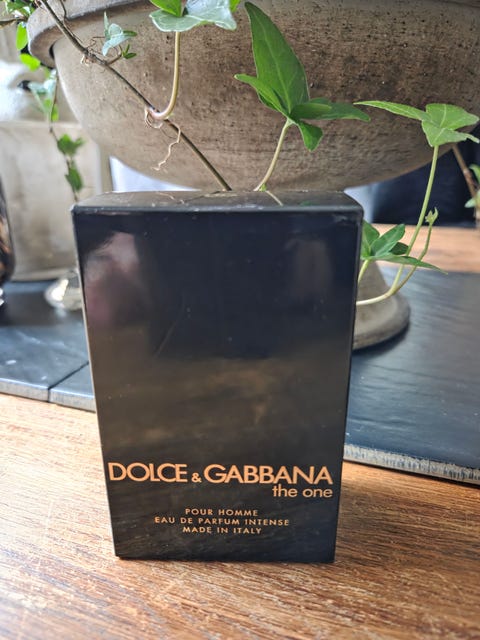 DOLCE & GABBANA
the one
POUR HOMME
EAU DE PARFUM INTENSE
MADE IN ITALY